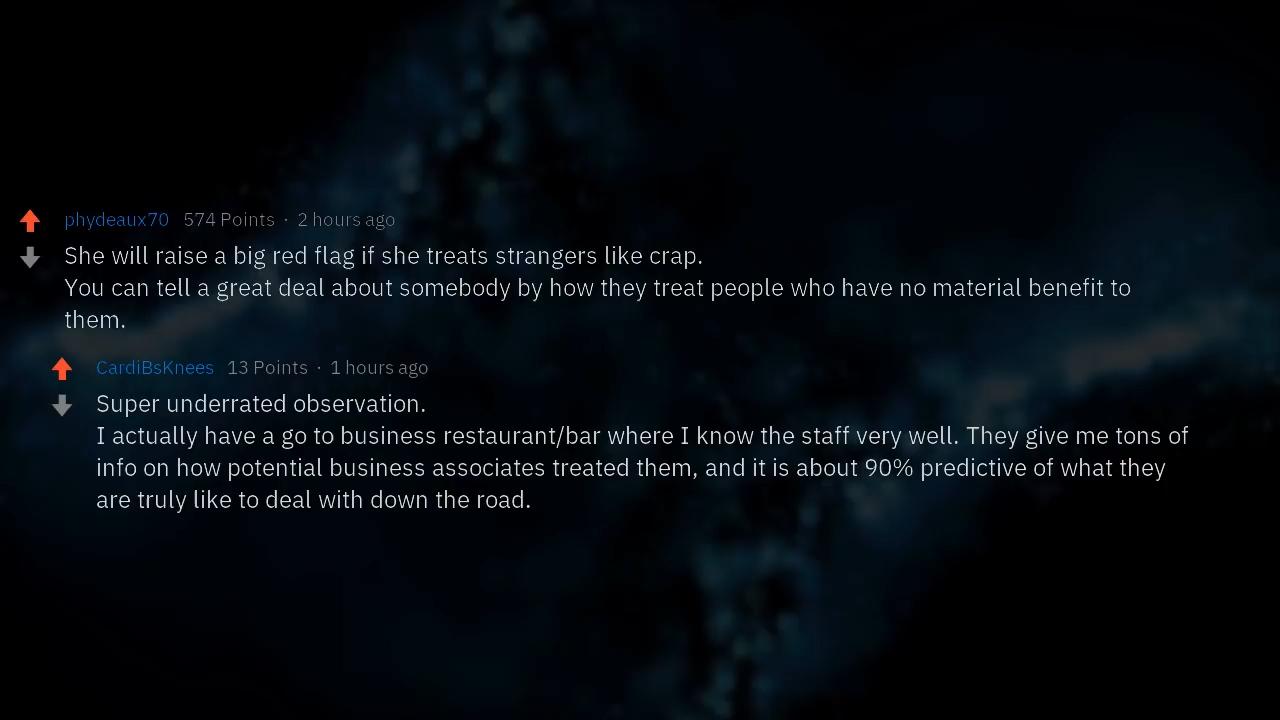 phydeaux70 574 Points · 2 hours ago
She will raise a big red flag if she treats strangers like crap.
You can tell a great deal about somebody by how they treat people who have no material benefit to
them.
CardiBsKnees 13 Points · 1 hours ago
Super underrated observation.
I actually have a go to business restaurant/bar where I know the staff very well. They give me tons of
info on how potential business associates treated them, and it is about 90% predictive of what they
are truly like to deal with down the road.